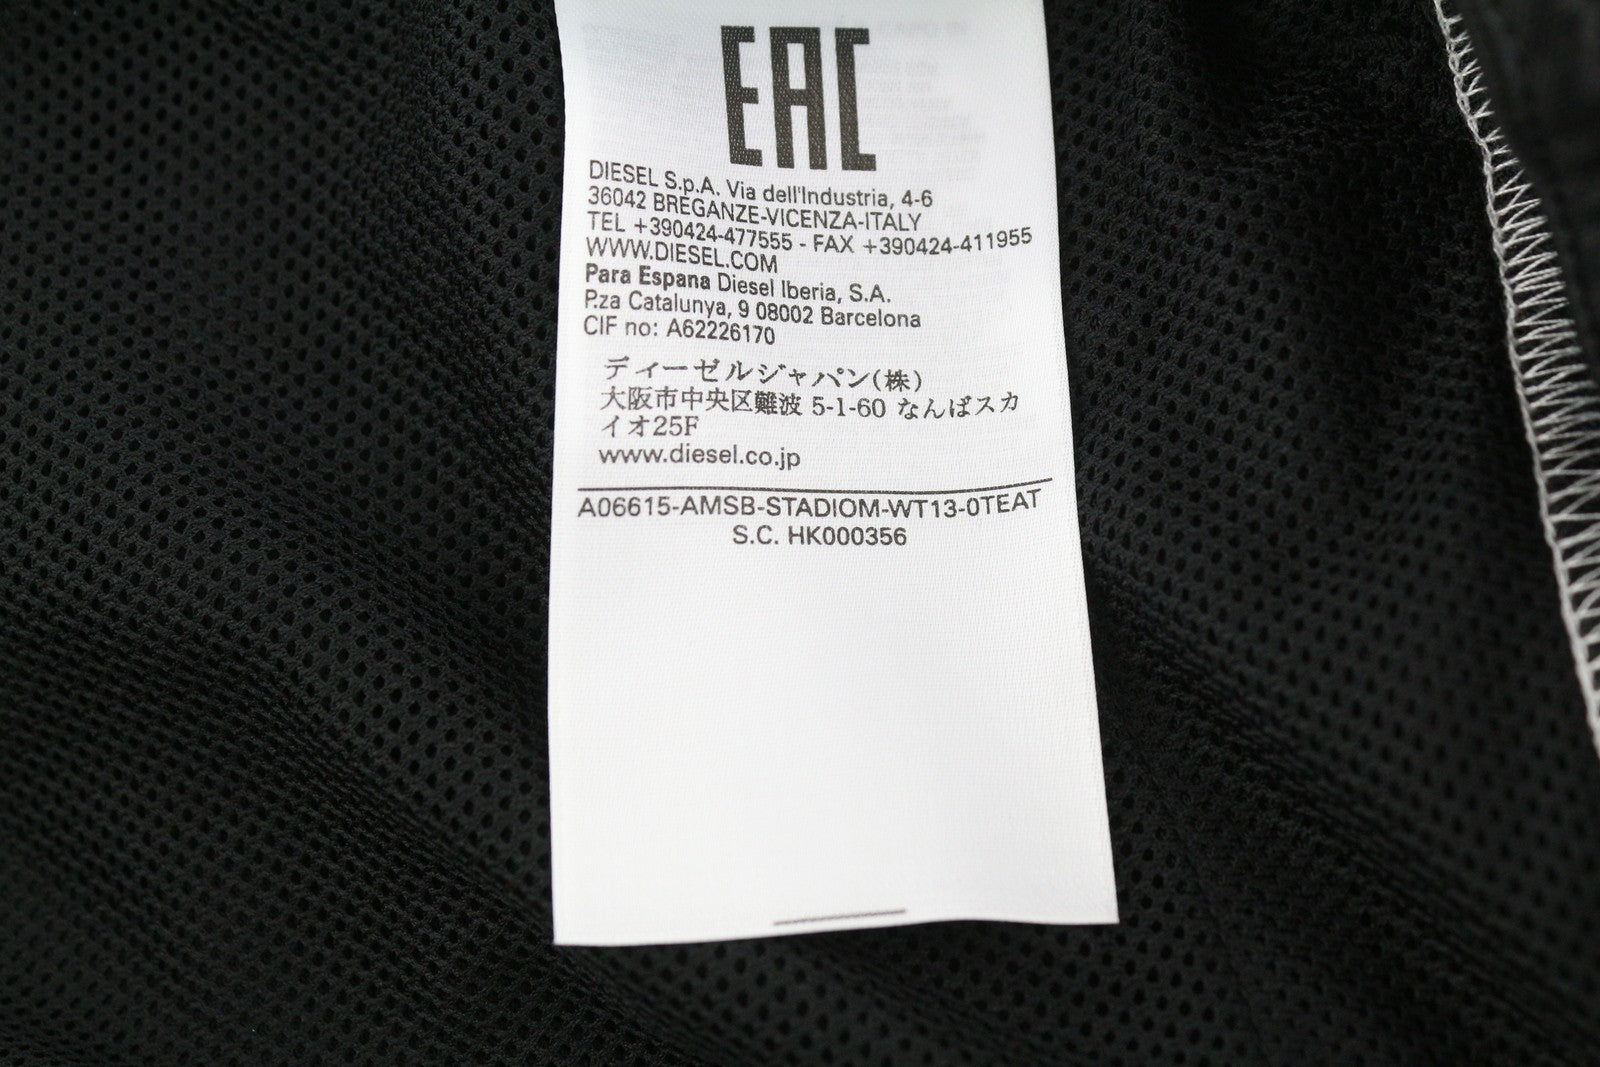 EAC
DIESEL S.p.A. Via dell'Industria, 4-6
36042 BREGANZE-VICENZA-ITALY
TEL +390424-477555 - FAX +390424-411955
WWW.DIESEL.COM
Para Espana Diesel Iberia, S.A.
P.za Catalunya, 9 08002 Barcelona
CIF no: A62226170
ディーゼルジャパン(株)
大阪市中央区難波 5-1-60 なんばスカ
イオ25F
www.diesel.co.jp
A06615-AMSB-STADIOM-WT13-0TEAT
S.C. HK000356